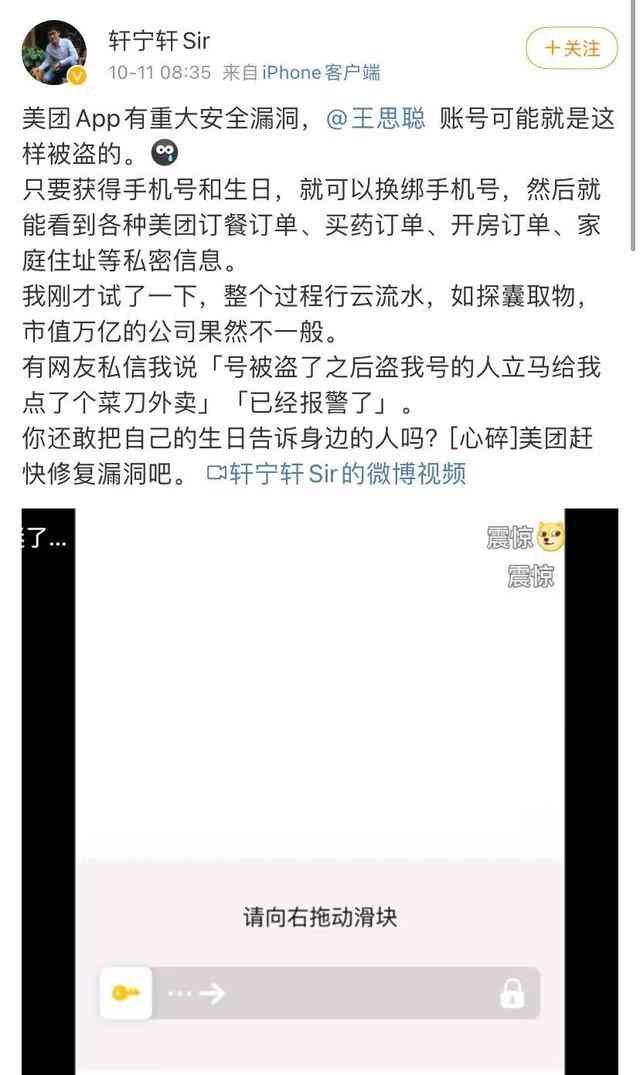 轩宁轩Sir
10-11 08:35 来自iPhone客户端
+关注
美团App有重大安全漏洞，@王思聪 账号可能就是这
样被盗的。
只要获得手机号和生日，就可以换绑手机号，然后就
能看到各种美团订餐订单、买药订单、开房订单、家
庭住址等私密信息。
我刚才试了一下，整个过程行云流水，如探囊取物，
市值万亿的公司果然不一般。
有网友私信我说「号被盗了之后盗我号的人立马给我
点了个菜刀外卖」「已经报警了」。
你还敢把自己的生日告诉身边的人吗？[心碎]美团赶
快修复漏洞吧。轩宁轩Sir的微博视频
了...
震惊
震惊
请向右拖动滑块